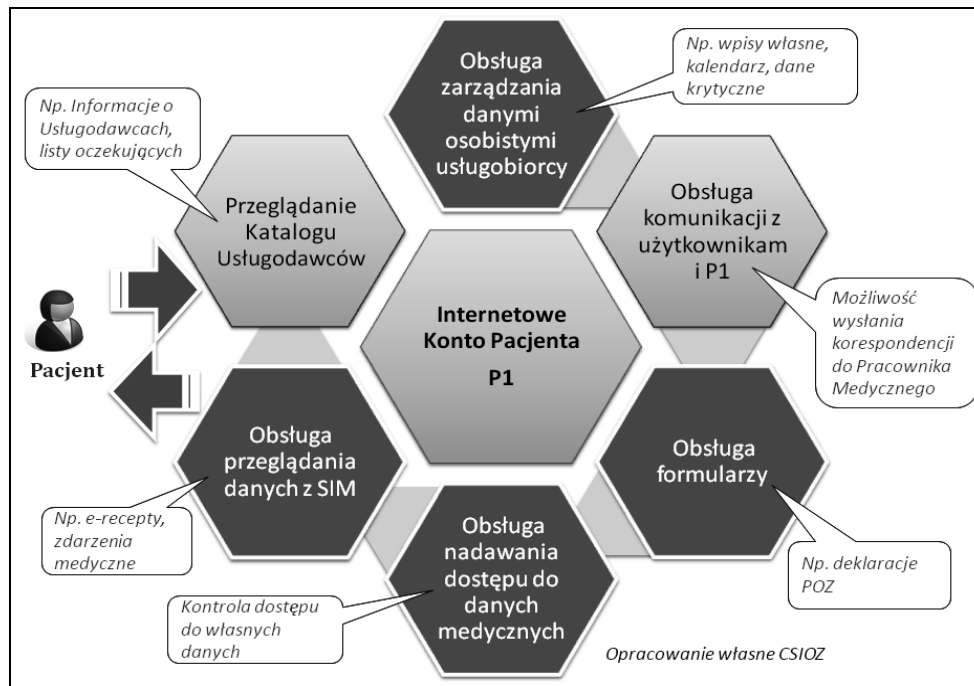 Obsługa
zarządzania
danymi
osobistymi
usługobiorcy
Np. wpisy własne,
kalendarz, dane
krytyczne
Np. Informacje o
Usługodawcach,
listy oczekujących
Przeglądanie
Katalogu
Usługodawców
Obsługa
komunikacji z
użytkownikam
i P1
Internetowe
Konto Pacjenta
P1
Możliwość
wysłania
korespondencji
do Pracownika
Medycznego
Pacjent
Obsługa
przeglądania
danych z SIM
Obsługa
formularzy
Np. e-recepty,
zdarzenia
medyczne
Obsługa
nadawania
dostępu do
danych
medycznych
Np. deklaracje
POZ
Kontrola dostępu
do własnych
danych
Opracowanie własne CSIOZ